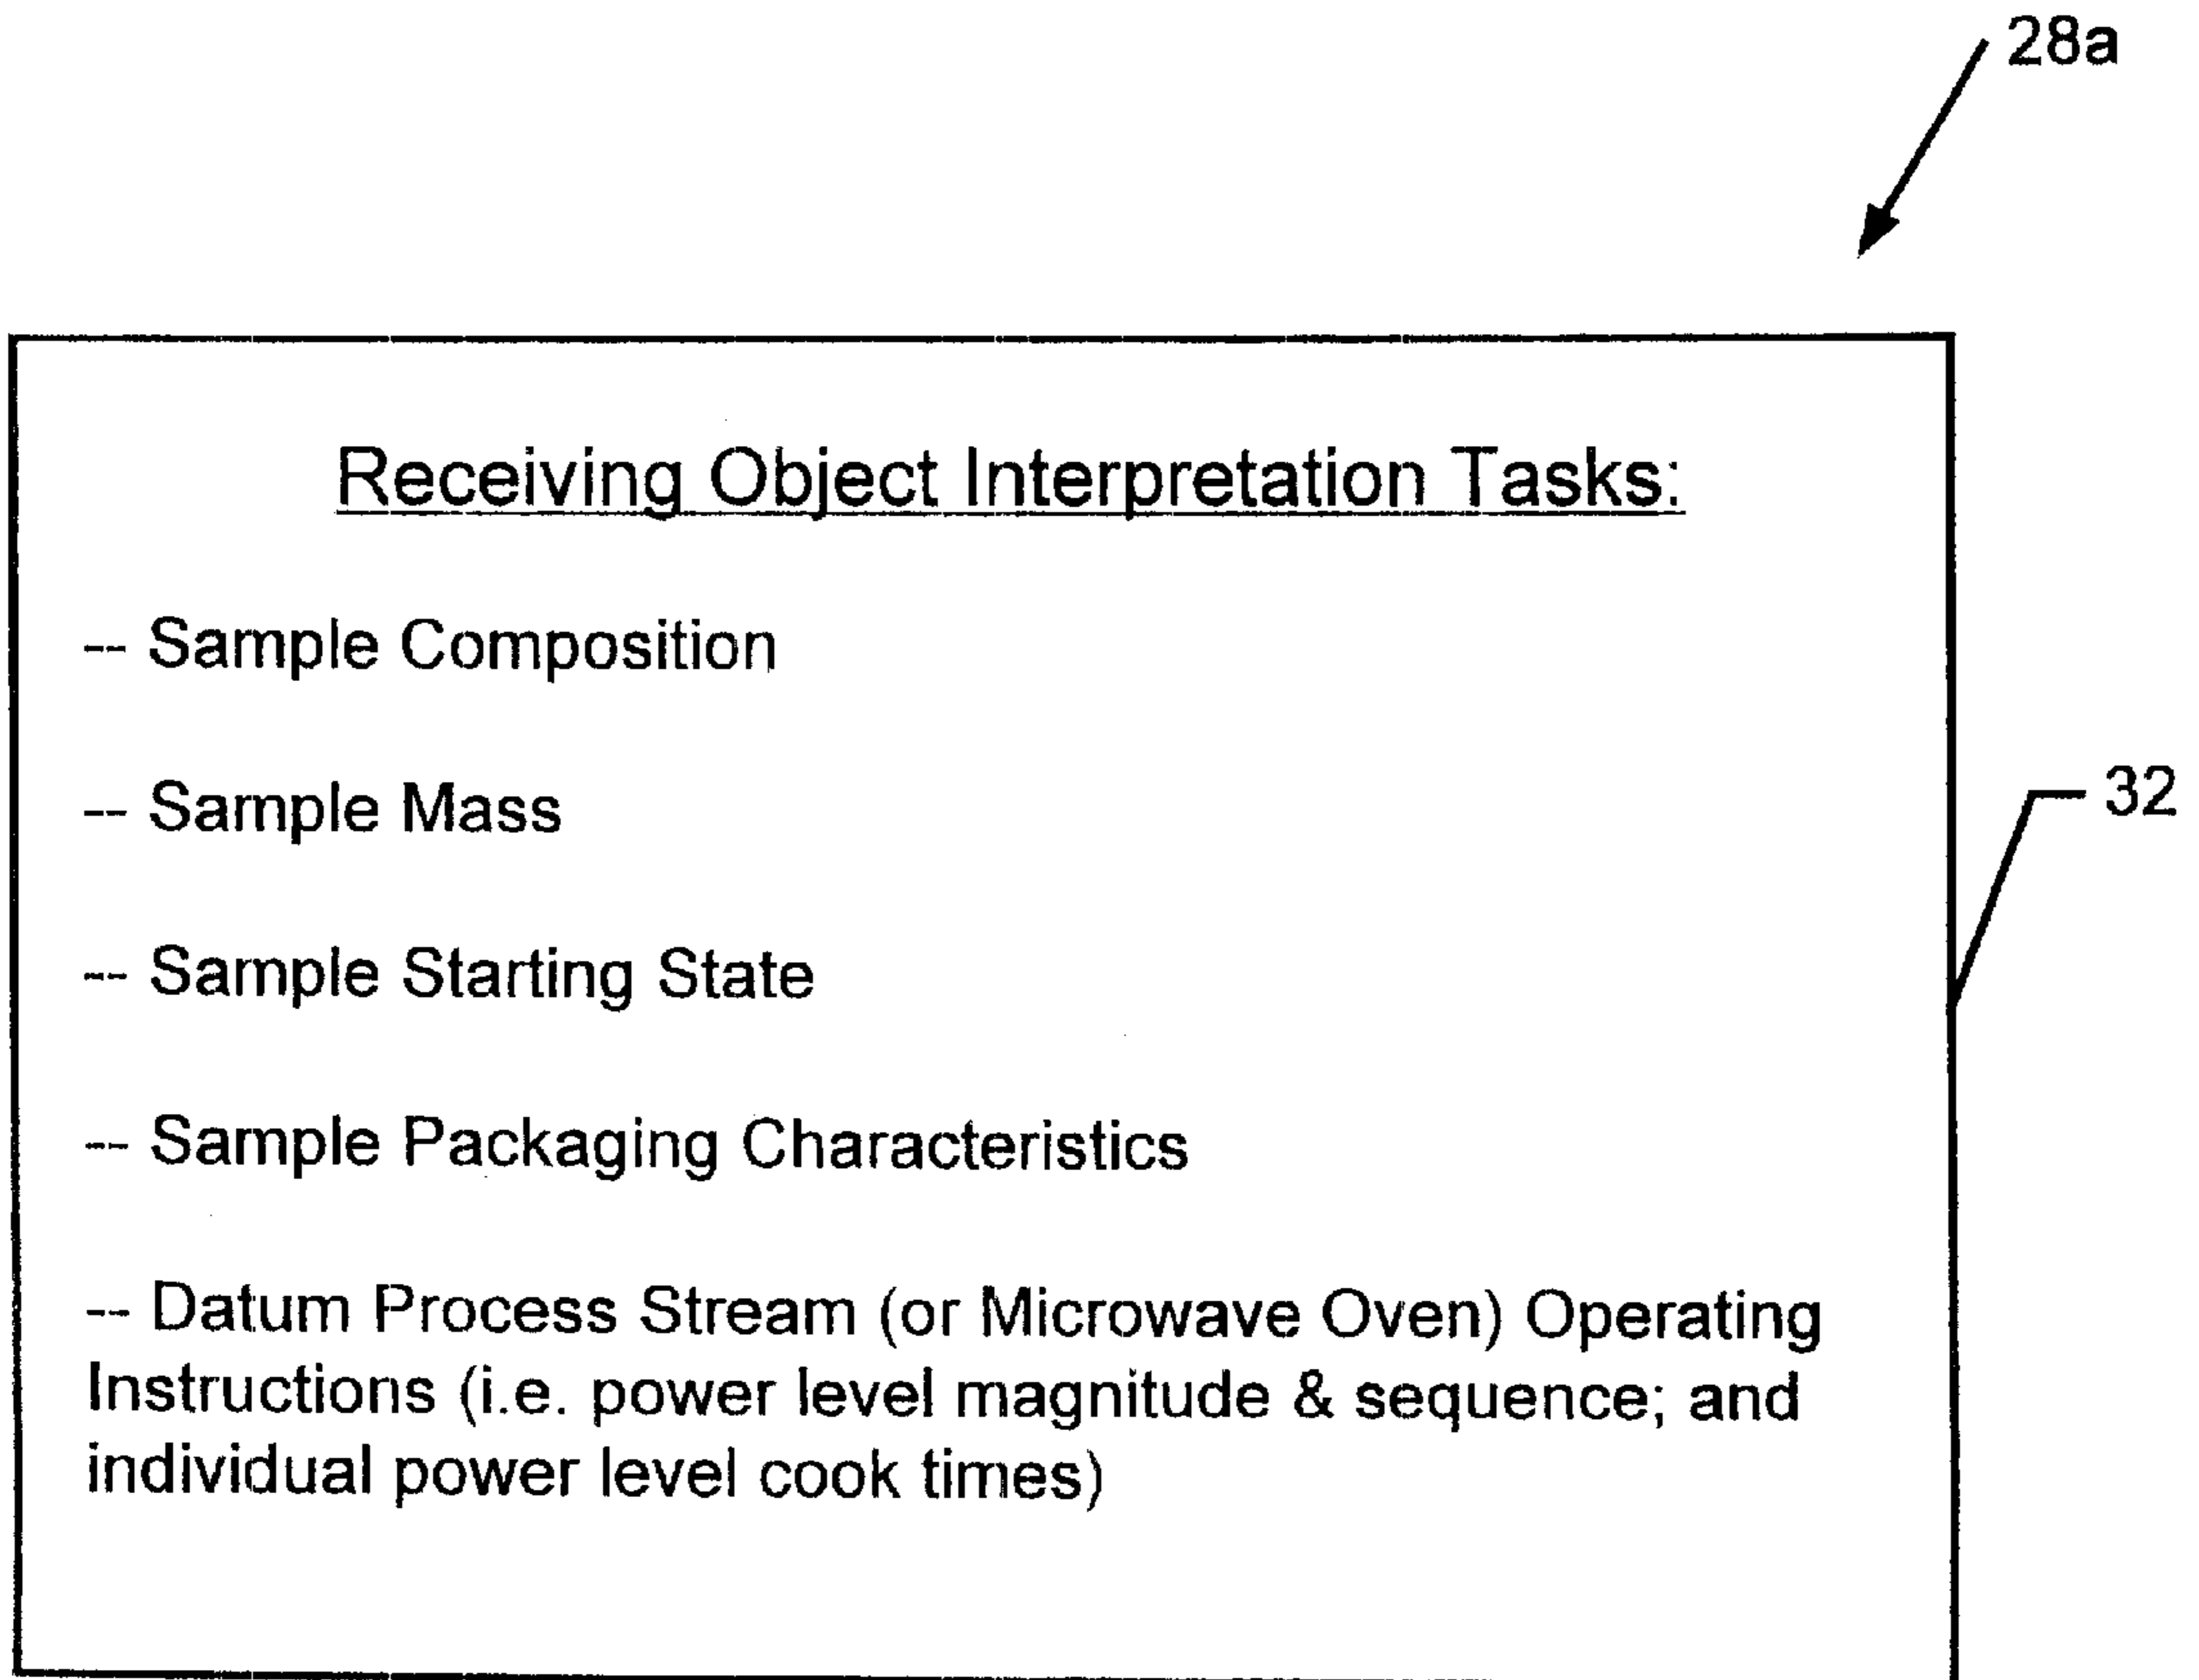 28a
Receiving Object Interpretation Tasks:
-- Sample Composition
-- Sample Mass
32
-- Sample Starting State
-- Sample Packaging Characteristics
-- Datum Process Stream (or Microwave Oven) Operating
Instructions (i.e. power level magnitude & sequence; and
individual power level cook times)